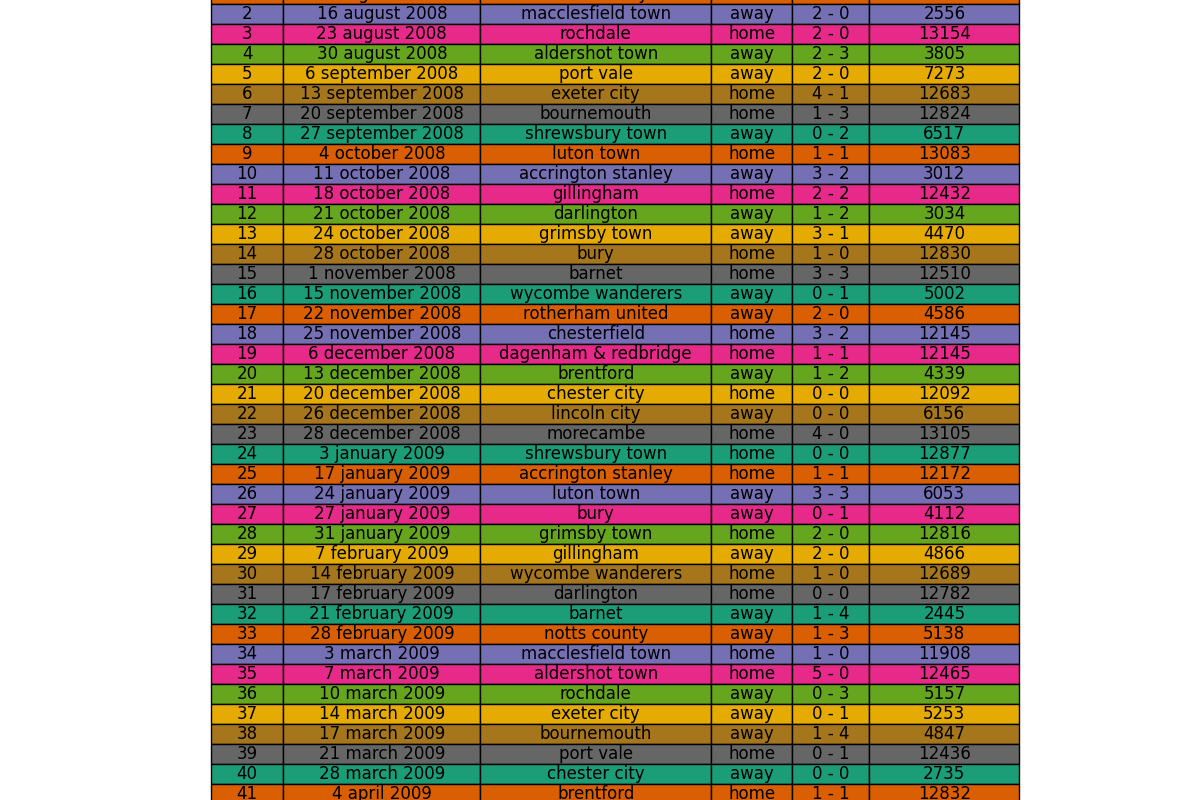 2 16 august 2008 macclesfield town away 2 - 0 2556
3 23 august 2008 rochdale home 2 - 0 13154
4 30 august 2008 aldershot town away 2 - 3 3805
5 6 september 2008 port vale away 2 - 0 7273
6 13 september 2008 exeter city home 4 - 1 12683
7 20 september 2008 bournemouth home 1 - 3 12824
8 27 september 2008 shrewsbury town away 0 - 2 6517
9 4 october 2008 luton town home 1 - 1 13083
10 11 october 2008 accrington stanley away 3 - 2 3012
11 18 october 2008 gillingham home 2 - 2 12432
12 21 october 2008 darlington away 1 - 2 3034
13 24 october 2008 grimsby town away 3 - 1 4470
14 28 october 2008 bury home 1 - 0 12830
15 1 november 2008 barnet home 3 - 3 12510
16 15 november 2008 wycombe wanderers away 0 - 1 5002
17 22 november 2008 rotherham united away 2 - 0 4586
18 25 november 2008 chesterfield home 3 - 2 12145
19 6 december 2008 dagenham & redbridge home 1 - 1 12145
20 13 december 2008 brentford away 1 - 2 4339
21 20 december 2008 chester city home 0 - 0 12092
22 26 december 2008 lincoln city away 0 - 0 6156
23 28 december 2008 morecambe home 4 - 0 13105
24 3 january 2009 shrewsbury town home 0 - 0 12877
25 17 january 2009 accrington stanley home 1 - 1 12172
26 24 january 2009 luton town away 3 - 3 6053
27 27 january 2009 bury away 0 - 1 4112
28 31 january 2009 grimsby town home 2 - 0 12816
29 7 february 2009 gillingham away 2 - 0 4866
30 14 february 2009 wycombe wanderers home 1 - 0 12689
31 17 february 2009 darlington home 0 - 0 12782
32 21 february 2009 barnet away 1 - 4 2445
33 28 february 2009 notts county away 1 - 3 5138
34 3 march 2009 macclesfield town home 1 - 0 11908
35 7 march 2009 aldershot town home 5 - 0 12465
36 10 march 2009 rochdale away 0 - 3 5157
37 14 march 2009 exeter city away 0 - 1 5253
38 17 march 2009 bournemouth away 1 - 4 4847
39 21 march 2009 port vale home 0 - 1 12436
40 28 march 2009 chester city away 0 - 0 2735
41 4 april 2009 brentford home 1 - 1 12832